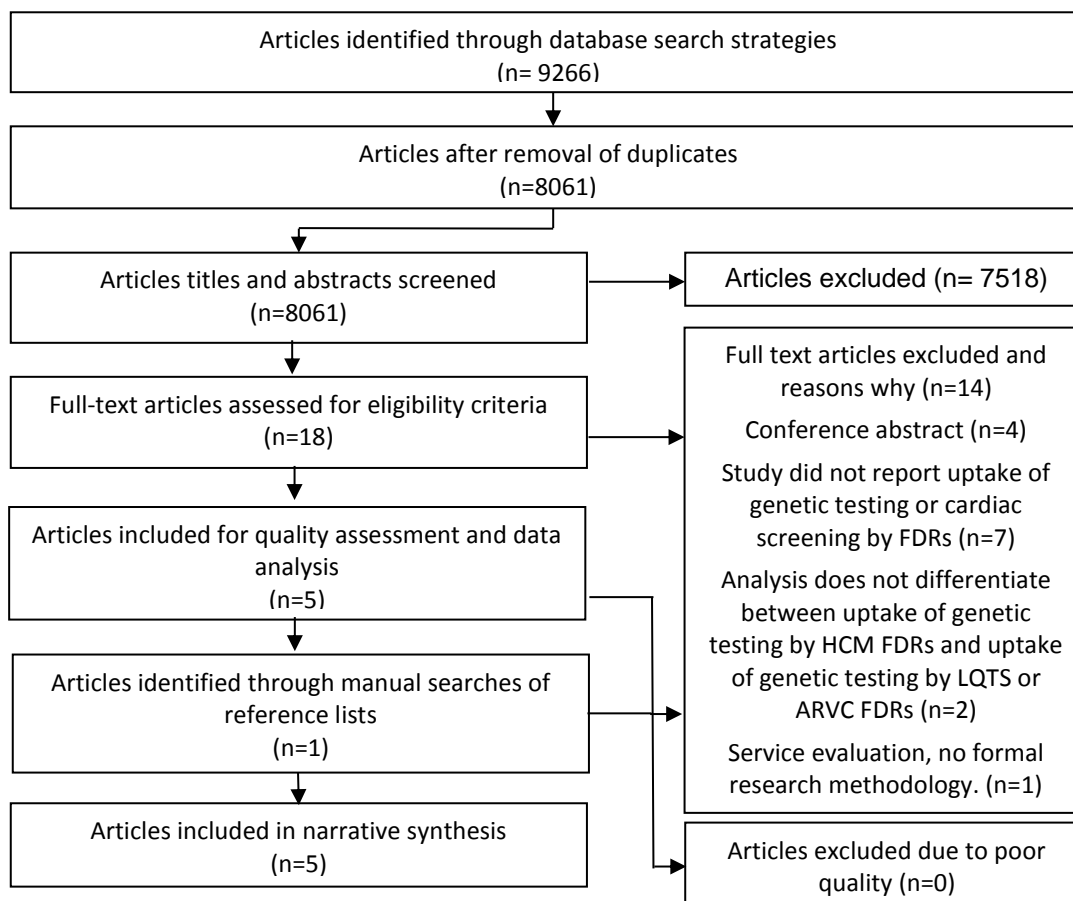 Articles identified through database search strategies
(n= 9266)
Articles after removal of duplicates
(n=8061)
Articles titles and abstracts screened
(n=8061)
Articles excluded (n= 7518)
Full-text articles assessed for eligibility criteria
(n=18)
Full text articles excluded and
reasons why (n=14)
Conference abstract (n=4)
Study did not report uptake of
genetic testing or cardiac
screening by FDRs (n=7)
Analysis does not differentiate
between uptake of genetic
testing by HCM FDRs and uptake
of genetic testing by LQTS or
ARVC FDRs (n=2)
Service evaluation, no formal
research methodology. (n=1)
Articles included for quality assessment and data
analysis
(n=5)
Articles identified through manual searches of
reference lists
(n=1)
Articles included in narrative synthesis
(n=5)
Articles excluded due to poor
quality (n=0)